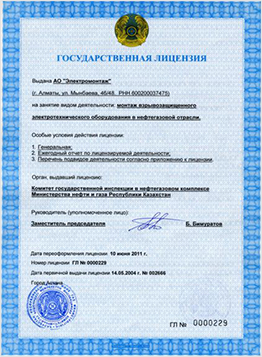 ГОСУДАРСТВЕННАЯ ЛИЦЕНЗИЯ
Выдана АО "Электромонтаж"
(г. Алматы, ул. Мынбаева, 46/48. РНН 600200037475)
на занятие видом деятельности: монтаж взрывозащищенного
электротехнического оборудования в нефтегазовой отрасли.
Особые условия действия лицензии:
1. Генеральная;
2. Ежегодный отчет по лицензируемой деятельности;
3. Перечень подвидов деятельности согласно приложению к лицензии.
Орган, выдавший лицензию:
Комитет государственной инспекции в нефтегазовом комплексе
Министерства нефти и газа Республики Казахстан
Руководитель (уполномоченное лицо):
Заместитель председателя Б. Бимуратов
Дата переоформления лицензии: 10 июня 2011 г.
Номер лицензии ГЛ № 0000229
Дата первичной выдачи лицензии 14.05.2004 г. № 002666
Город Астана
ГЛ № 0000229